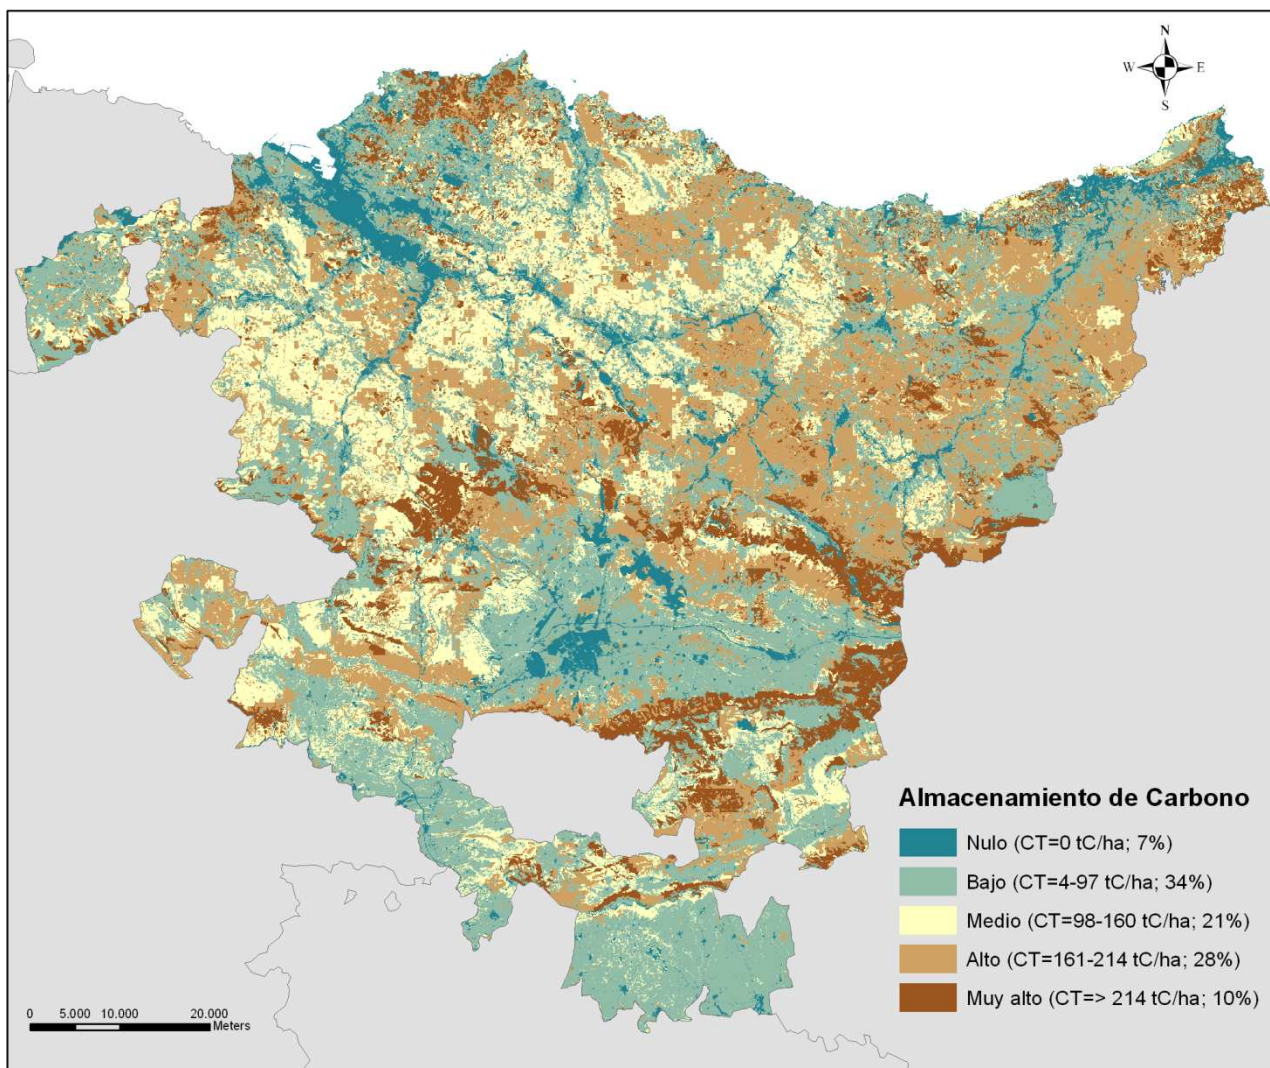 N
W E
S
Almacenamiento de Carbono
Nulo (CT=0 tC/ha; 7%)
Bajo (CT=4-97 tC/ha; 34%)
Medio (CT=98-160 tC/ha; 21%)
Alto (CT=161-214 tC/ha; 28%)
Muy alto (CT=> 214 tC/ha; 10%)
0 5.000 10.000 20.000
Meters